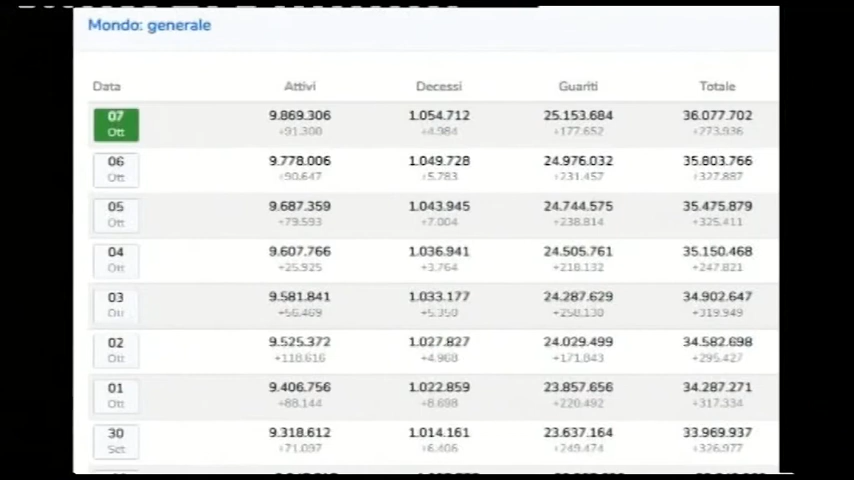 Mondo: generale
Data Attivi Decessi Guariti Totale
07 9.869.306 1.054.712 25.153.684 36.077.702
Ott +91.300 +4.984 +177.652 +273.936
06 9.778.006 1.049.728 24.976.032 35.803.766
Ott +90.647 +5.783 +231.457 +327.887
05 9.687.359 1.043.945 24.744.575 35.475.879
Ott +79.593 +7.004 +238.814 +325.411
04 9.607.766 1.036.941 24.505.761 35.150.468
Ott +25.925 +3.764 +218.132 +247.821
03 9.581.841 1.033.177 24.287.629 34.902.647
Ott +56.469 +5.350 +258.130 +319.949
02 9.525.372 1.027.827 24.029.499 34.582.698
Ott +118.616 +4.968 +171.843 +295.427
01 9.406.756 1.022.859 23.857.656 34.287.271
Ott +88.144 +8.698 +220.492 +317.334
30 9.318.612 1.014.161 23.637.164 33.969.937
Set +71.097 +6.406 +249.474 +326.977